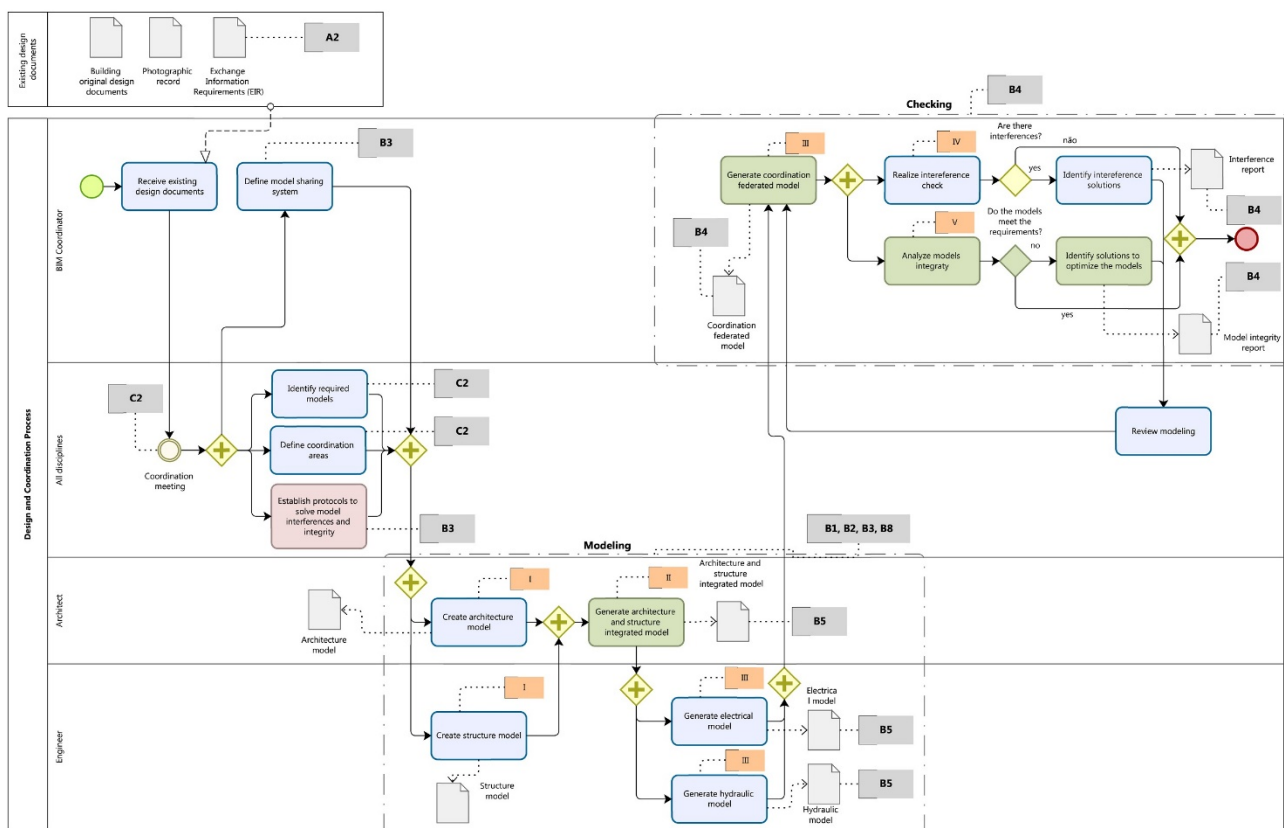 Existing design
documents
Building
original design
documents
Photographic
record
Exchange
Information
Requirements (EIR)
A2
Design and Coordination Process
BIM Coordinator
Receive existing
design documents
Define model sharing
system
B3
Checking
B4
Generate coordination
federated model
III
B4
Coordination
federated model
Realize intereference
check
IV
Are there
interferences?
não
yes
Identify intereference
solutions
Interference
report
B4
Analyze models
integraty
V
Do the models
meet the
requirements?
no
yes
Identify solutions to
optimize the models
B4
Model integrity
report
All disciplines
C2
Coordination
meeting
Identify required
models
C2
Define coordination
areas
C2
Establish protocols to
solve model
interferences and
integrity
B3
Review modeling
Modeling
B1, B2, B3, B8
Architect
Architecture
model
Create architecture
model
I
Generate architecture
and structure
integrated model
II
Architecture and
structure
integrated model
B5
Engineer
Create structure model
I
Structure
model
Generate electrical
model
III
Electrica
l model
B5
Generate hydraulic
model
III
Hydraulic
model
B5